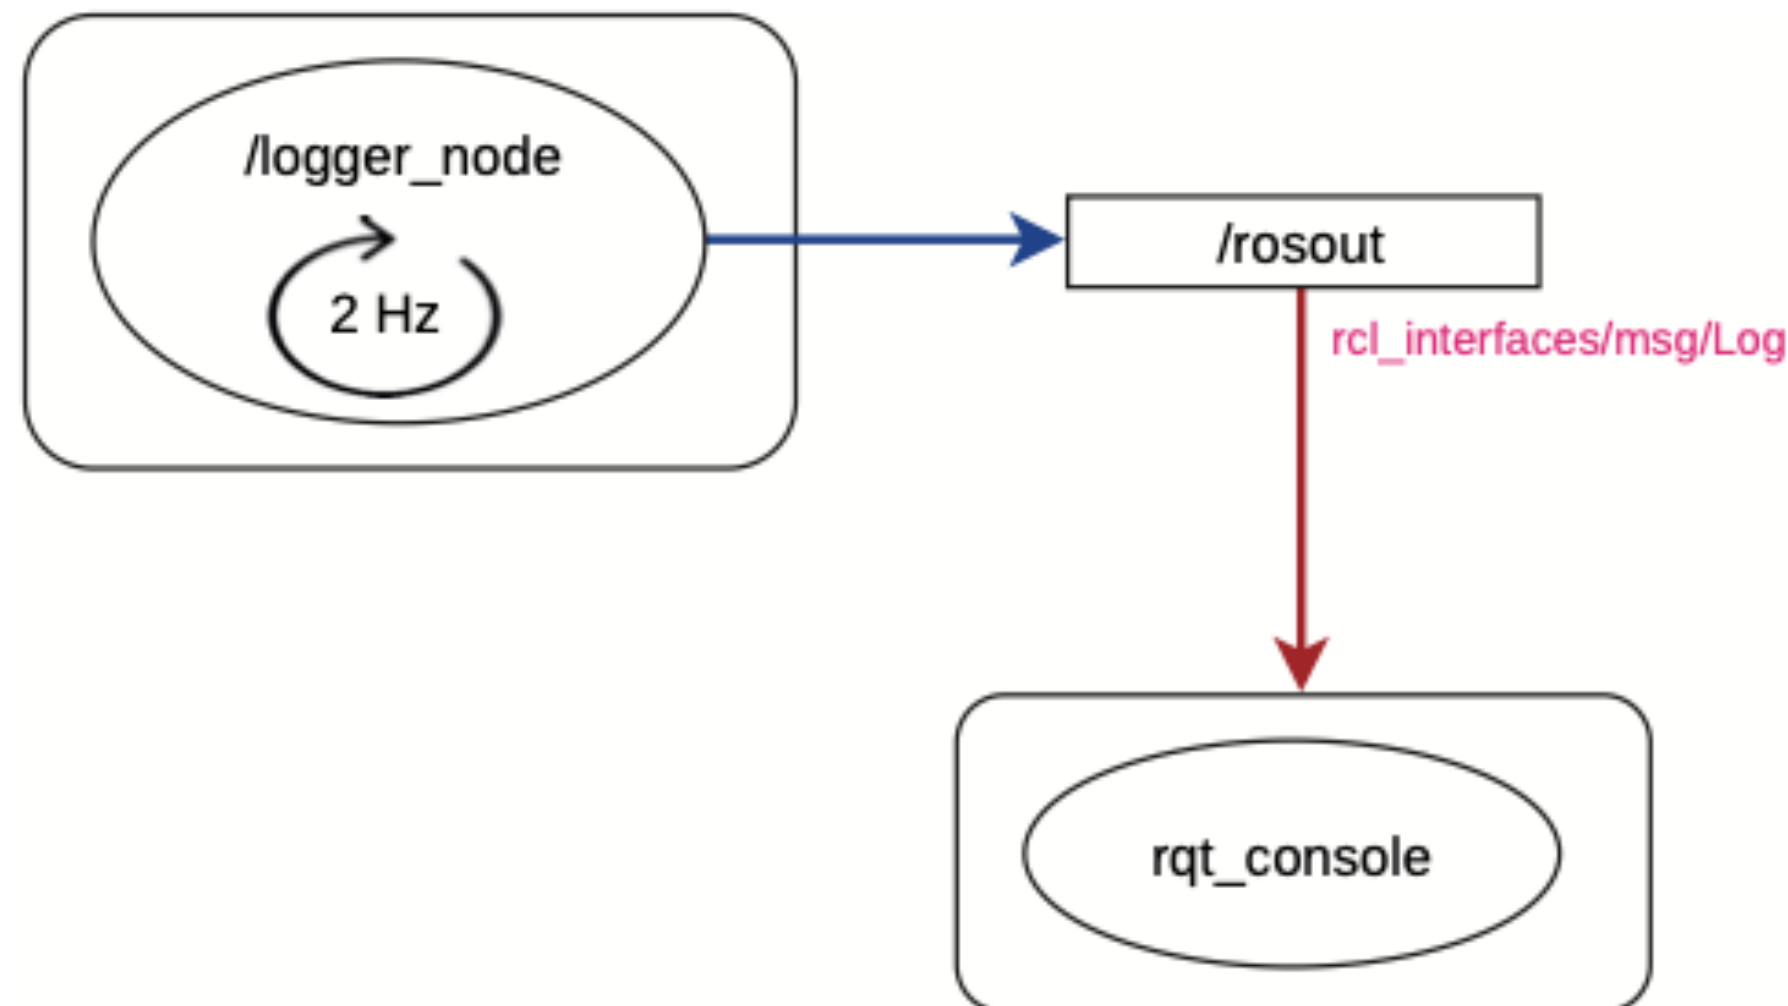 /logger_node
2 Hz
/rosout
rcl_interfaces/msg/Log
rqt_console